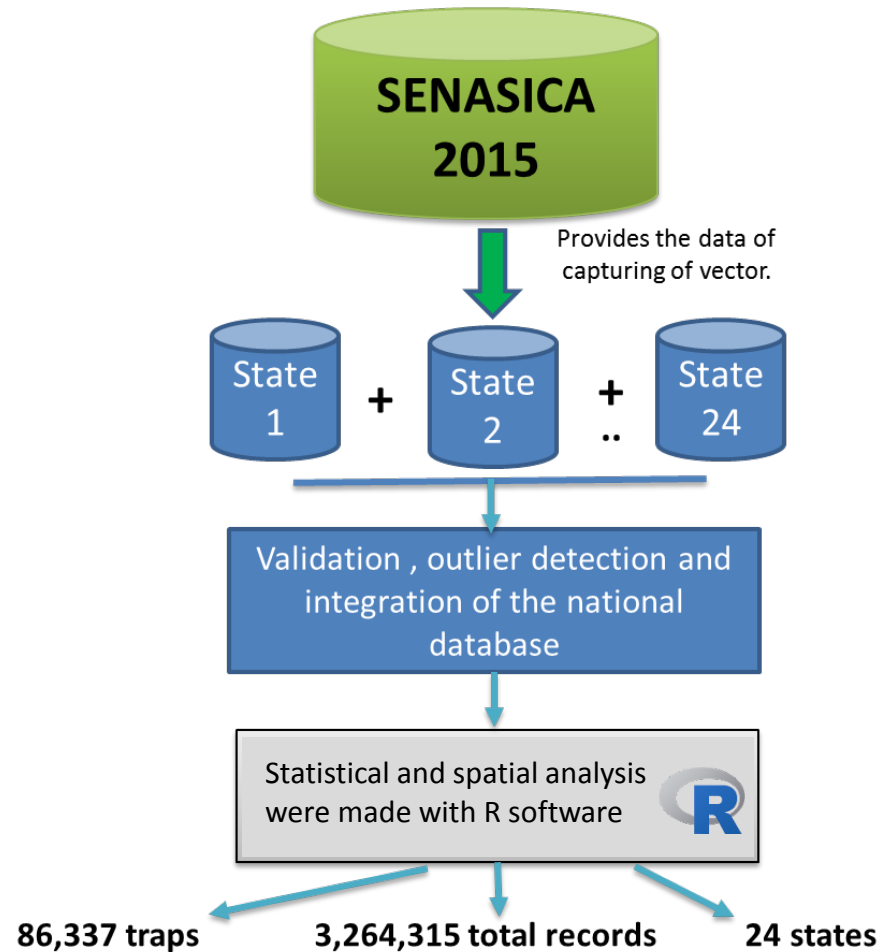 SENASICA
2015
Provides the data of
capturing of vector.
State
1
+
State
2
+
..
State
24
Validation , outlier detection and
integration of the national
database
Statistical and spatial analysis
were made with R software
R
86,337 traps
3,264,315 total records
24 states